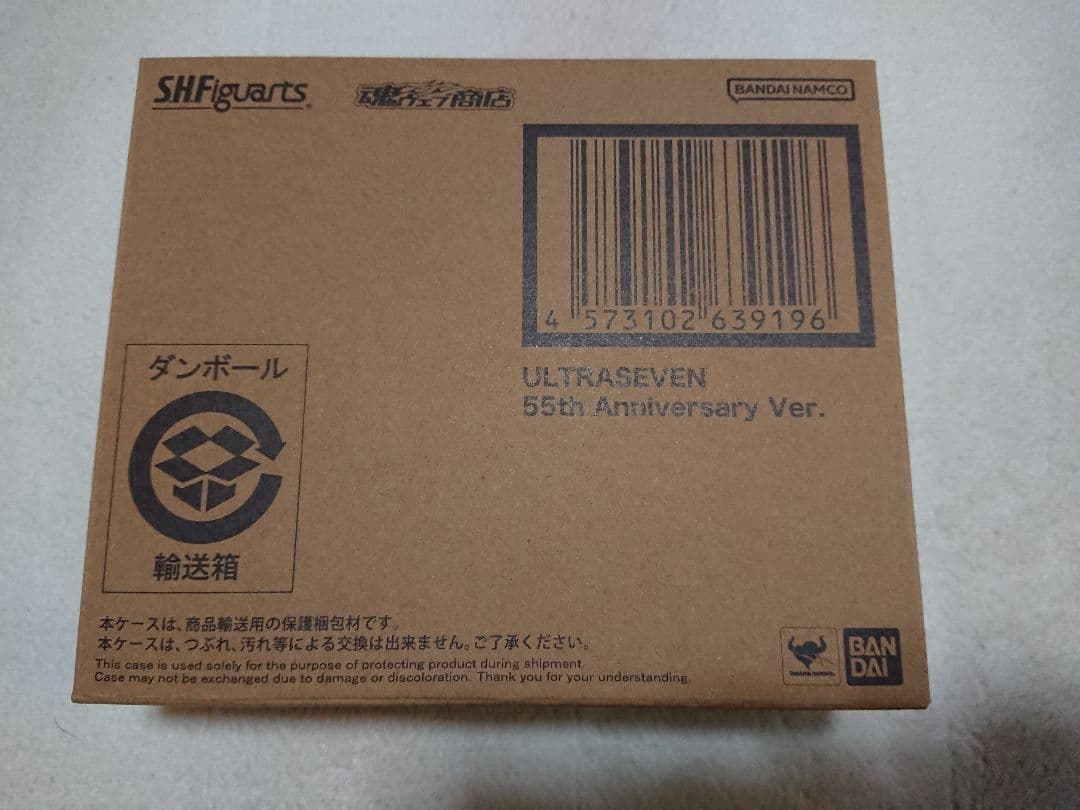 S.H.Figuarts
魂ウェブ商店
BANDAI NAMCO
4 573102 639196
ULTRASEVEN
55th Anniversary Ver.
ダンボール
輸送箱
本ケースは、商品輸送用の保護梱包材です。
本ケースは、つぶれ、汚れ等による交換は出来ません。ご了承ください。
This case is used solely for the purpose of protecting product during shipment.
Case may not be exchanged due to damage or discoloration. Thank you for your understanding.
BAN
DAI